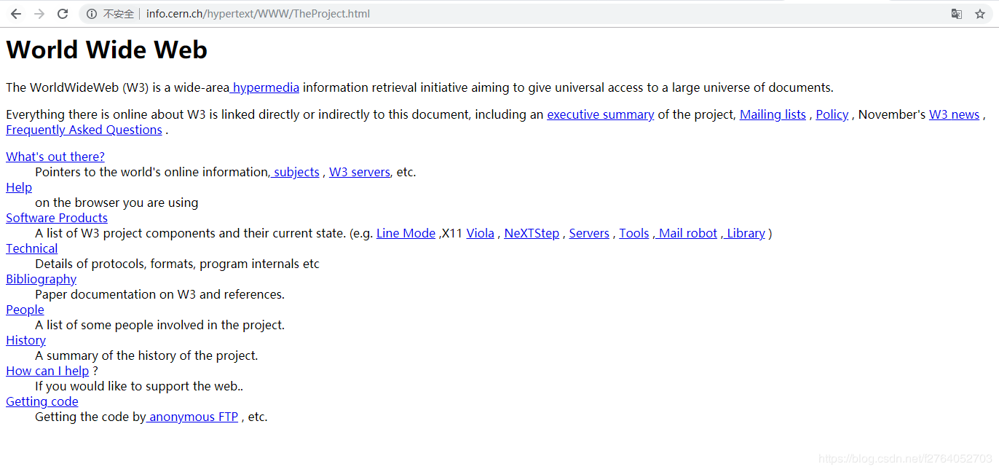 不安全 | info.cern.ch/hypertext/WWW/TheProject.html
World Wide Web
The WorldWideWeb (W3) is a wide-area hypermedia information retrieval initiative aiming to give universal access to a large universe of documents.
Everything there is online about W3 is linked directly or indirectly to this document, including an executive summary of the project, Mailing lists , Policy , November's W3 news ,
Frequently Asked Questions .
What's out there?
Pointers to the world's online information, subjects , W3 servers, etc.
Help
on the browser you are using
Software Products
A list of W3 project components and their current state. (e.g. Line Mode ,X11 Viola , NeXTStep , Servers , Tools , Mail robot , Library )
Technical
Details of protocols, formats, program internals etc
Bibliography
Paper documentation on W3 and references.
People
A list of some people involved in the project.
History
A summary of the history of the project.
How can I help ?
If you would like to support the web..
Getting code
Getting the code by anonymous FTP , etc.
https://blog.csdn.net/f2764052703